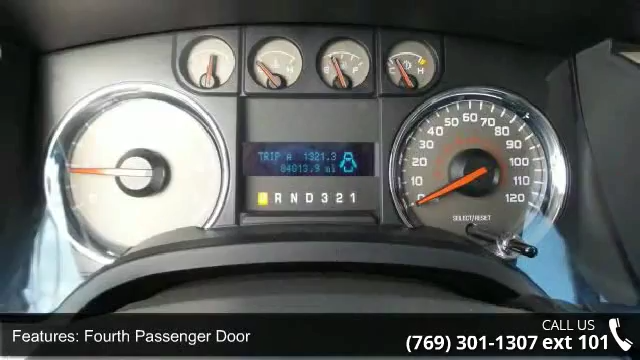 H
E F
H
TRIP A 1321.3
84013.9 mi
R N D 3 2 1
0 10 20 30 40 50 60 70 80 90 100 110 120
SELECT/RESET
Features: Fourth Passenger Door
CALL US
(769) 301-1307 ext 101